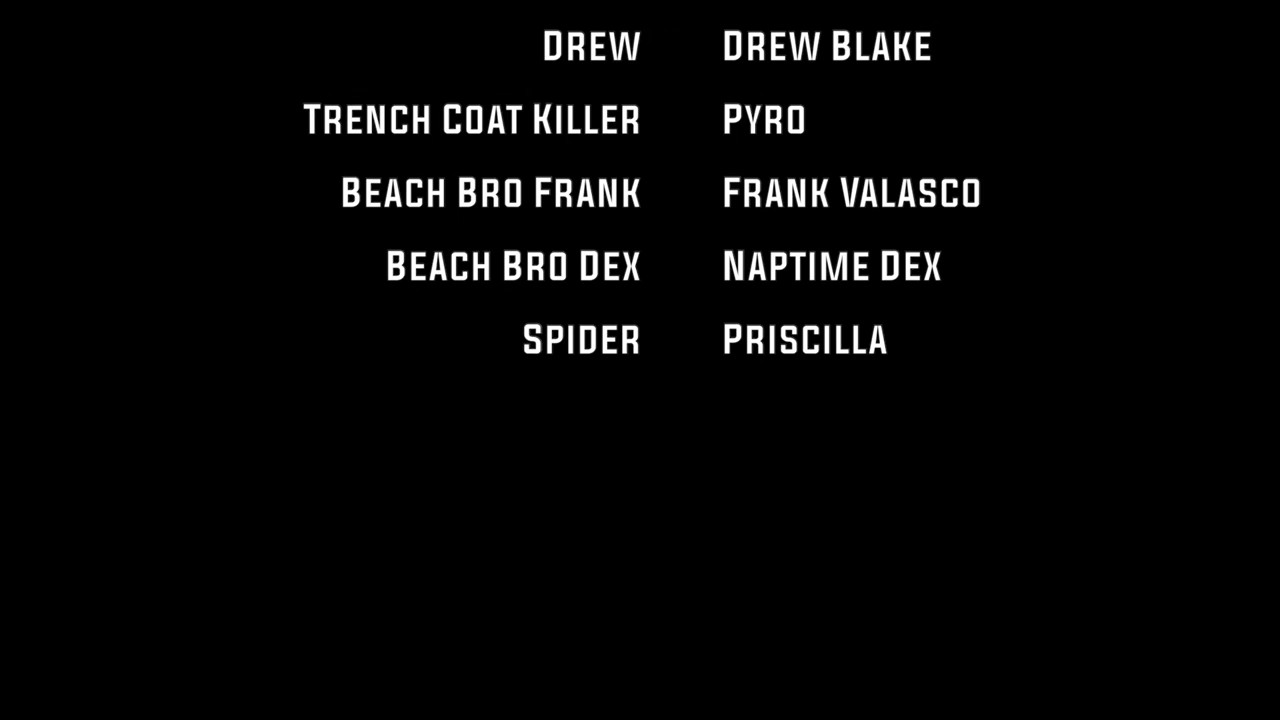 Drew Drew Blake
Trench Coat Killer Pyro
Beach Bro Frank Frank Valasco
Beach Bro Dex Naptime Dex
Spider Priscilla